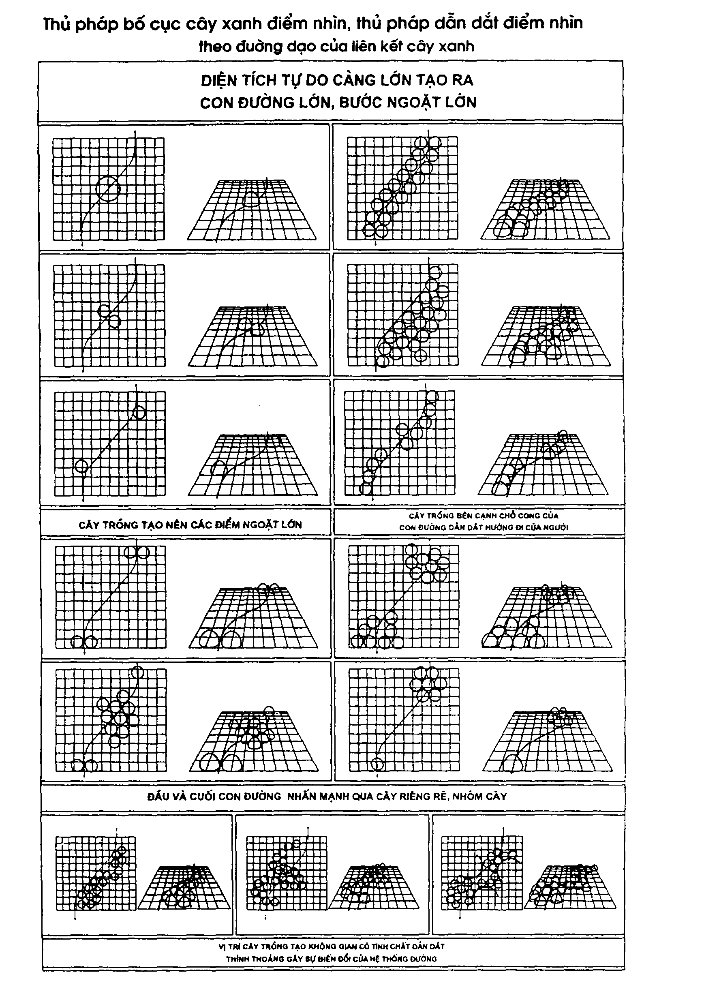 Thủ pháp bố cục cây xanh điểm nhìn, thủ pháp dẫn dắt điểm nhìn
theo đuờng dạo của liên kết cây xanh
DIỆN TÍCH TỰ DO CÀNG LỚN TẠO RA
CON ĐƯỜNG LỚN, BƯỚC NGOẶT LỚN
CÂY TRỒNG TẠO NÊN CÁC ĐIỂM NGOẶT LỚN
CÂY TRỒNG BÊN CẠNH CHỖ CONG CỦA
CON ĐƯỜNG DẪN DẮT HƯỚNG ĐI CỦA NGƯỜI
ĐẦU VÀ CUỐI CON ĐƯỜNG NHẤN MẠNH QUA CÂY RIÊNG RẼ, NHÓM CÂY
VỊ TRÍ CÂY TRỒNG TẠO KHÔNG GIAN CÓ TÍNH CHẤT DẪN DẮT
THỈNH THOẢNG GÂY SỰ BIẾN ĐỔI CỦA HỆ THỐNG ĐƯỜNG